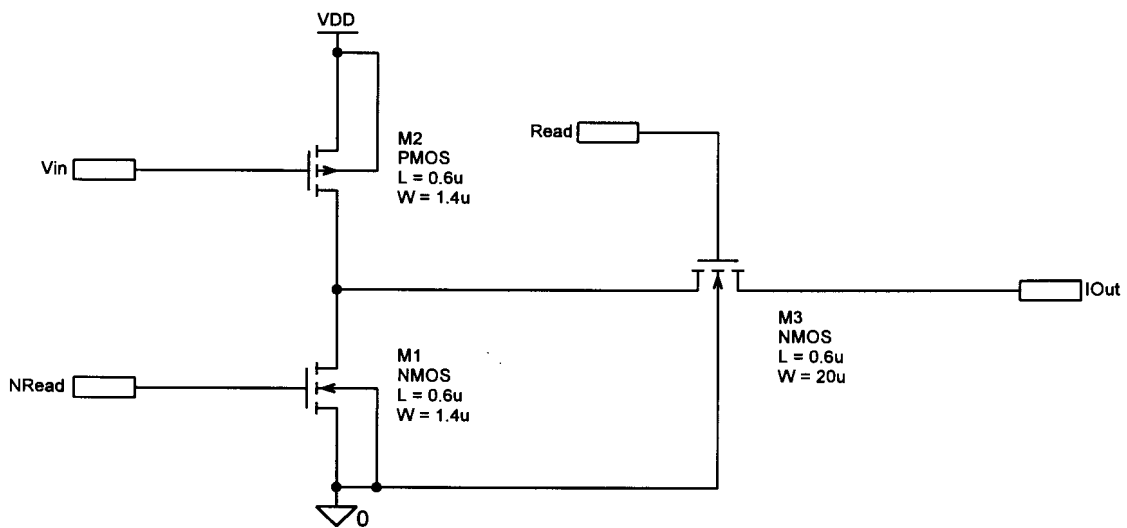 VDD
Vin
M2
PMOS
L = 0.6u
W = 1.4u
Read
IOut
M3
NMOS
L = 0.6u
W = 20u
NRead
M1
NMOS
L = 0.6u
W = 1.4u
0